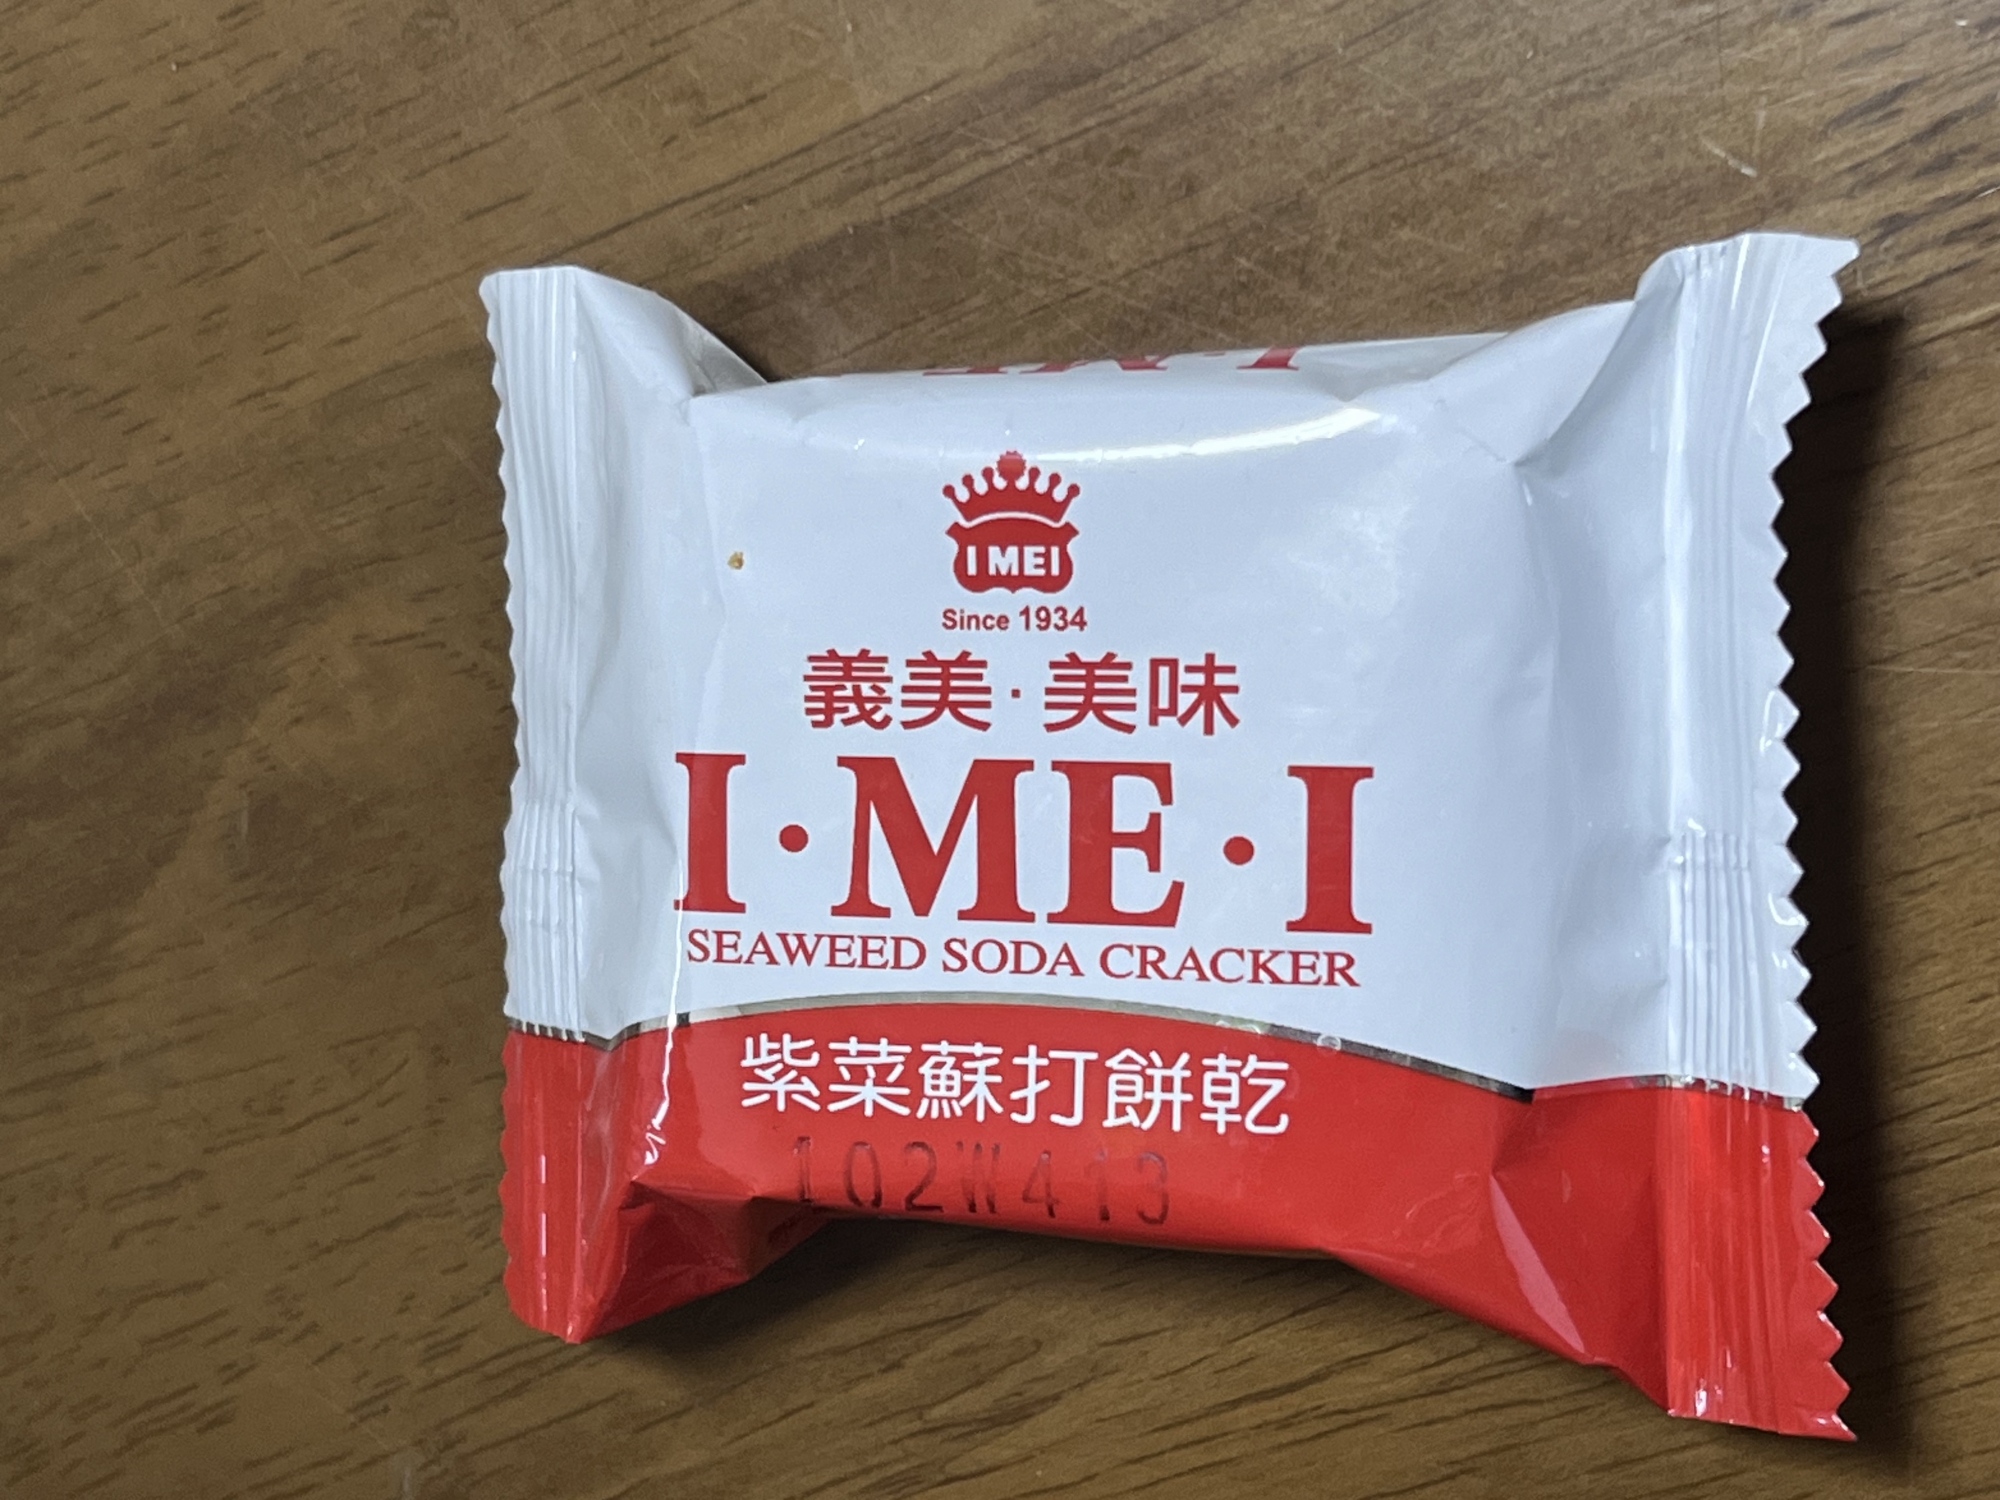 I MEI
Since 1934
義美·美味
I·ME·I
SEAWEED SODA CRACKER
紫菜蘇打餅乾
102W413